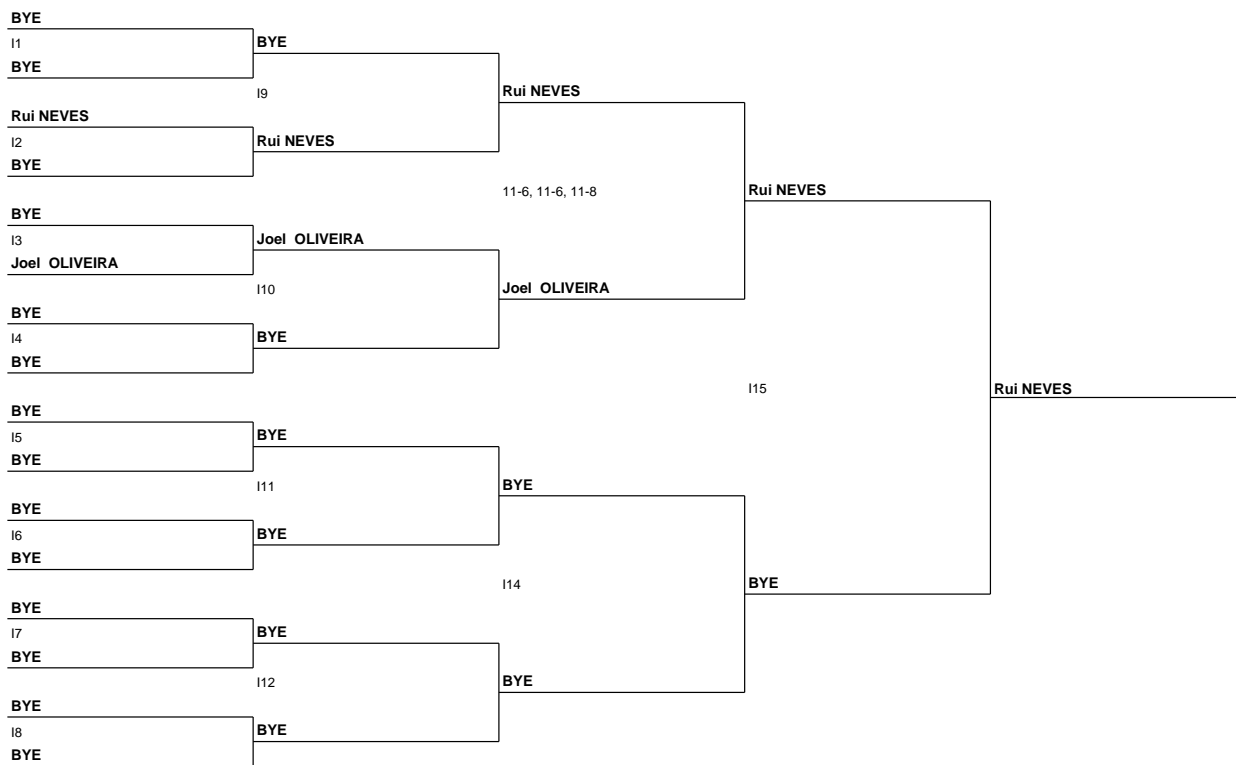 BYE
I1
BYE
BYE
I9
Rui NEVES
I2
BYE
Rui NEVES
Rui NEVES
11-6, 11-6, 11-8
BYE
I3
Joel  OLIVEIRA
Joel  OLIVEIRA
I10
BYE
I4
BYE
BYE
Joel  OLIVEIRA
Rui NEVES
I15
BYE
I5
BYE
BYE
I11
BYE
I6
BYE
BYE
BYE
I14
BYE
I7
BYE
BYE
I12
BYE
I8
BYE
BYE
BYE
BYE
Rui NEVES